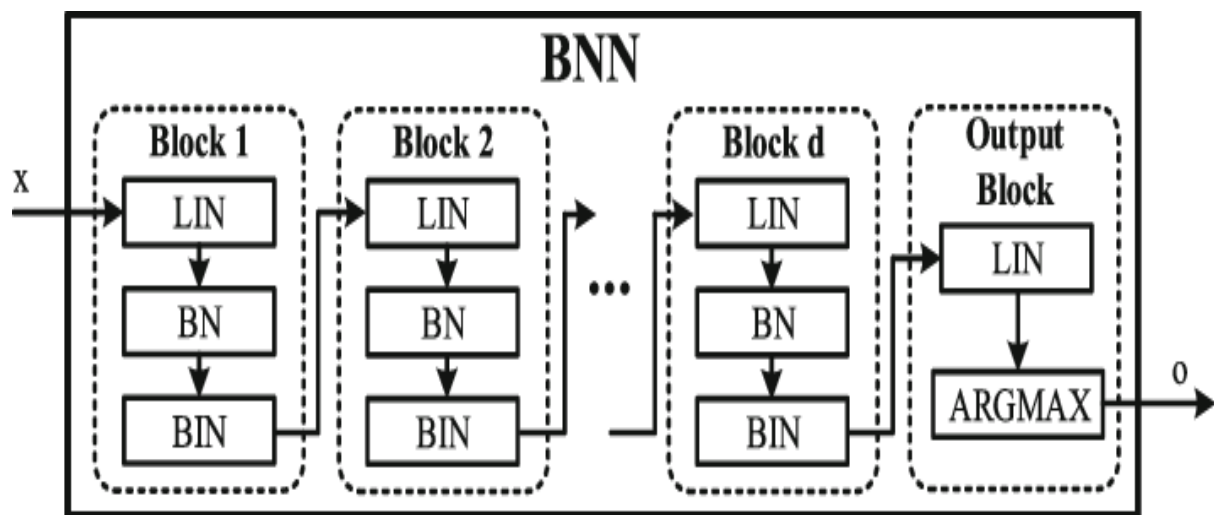 BNN
x
Block 1
LIN
BN
BIN
Block 2
LIN
BN
BIN
...
Block d
LIN
BN
BIN
Output
Block
LIN
ARGMAX
o